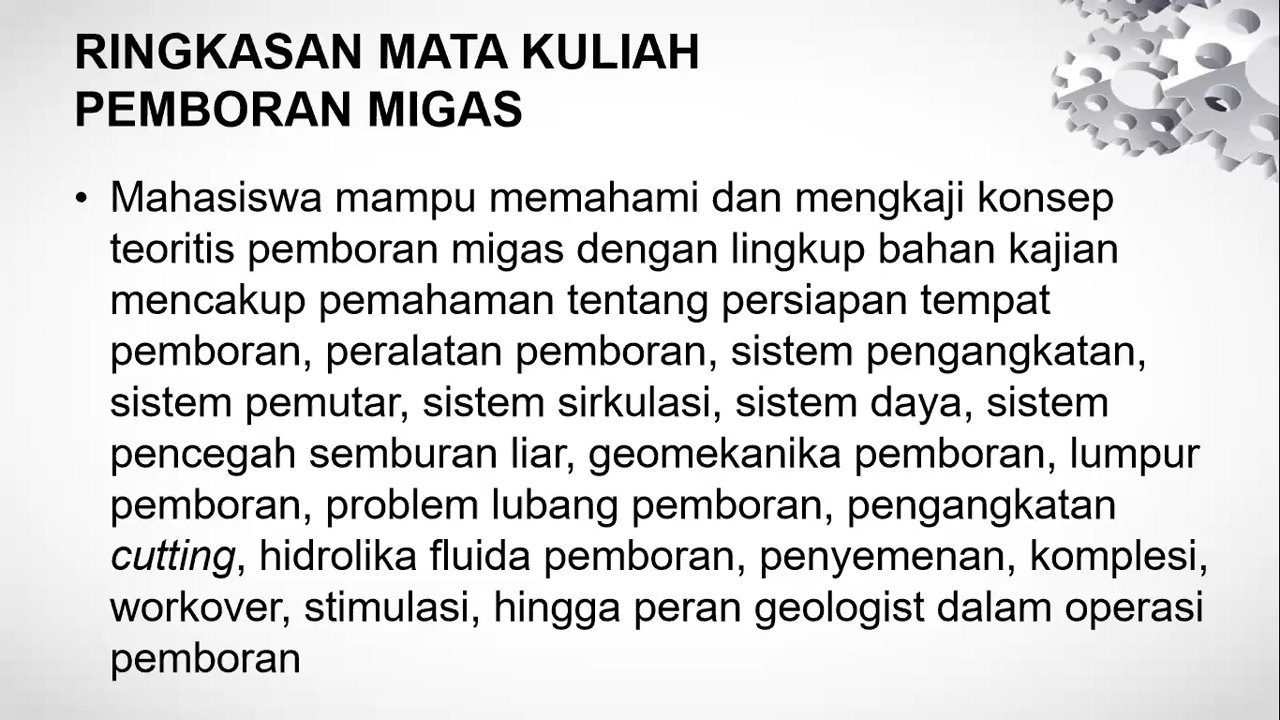 RINGKASAN MATA KULIAH
PEMBORAN MIGAS
• Mahasiswa mampu memahami dan mengkaji konsep
teoritis pemboran migas dengan lingkup bahan kajian
mencakup pemahaman tentang persiapan tempat
pemboran, peralatan pemboran, sistem pengangkatan,
sistem pemutar, sistem sirkulasi, sistem daya, sistem
pencegah semburan liar, geomekanika pemboran, lumpur
pemboran, problem lubang pemboran, pengangkatan
cutting, hidrolika fluida pemboran, penyemenan, komplesi,
workover, stimulasi, hingga peran geologist dalam operasi
pemboran